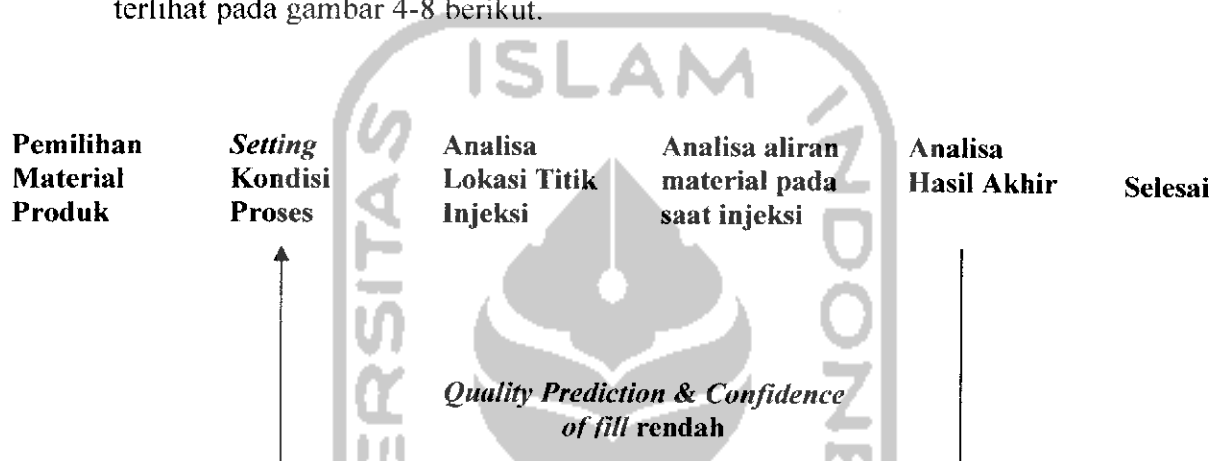 terlihat pada gambar 4-8 berikut.
ISLAM
Pemilihan
Material
Produk
Setting
Kondisi
Proses
Analisa
Lokasi Titik
Injeksi
Analisa aliran
material pada
saat injeksi
Analisa
Hasil Akhir
Selesai
Quality Prediction & Confidence
of fill rendah